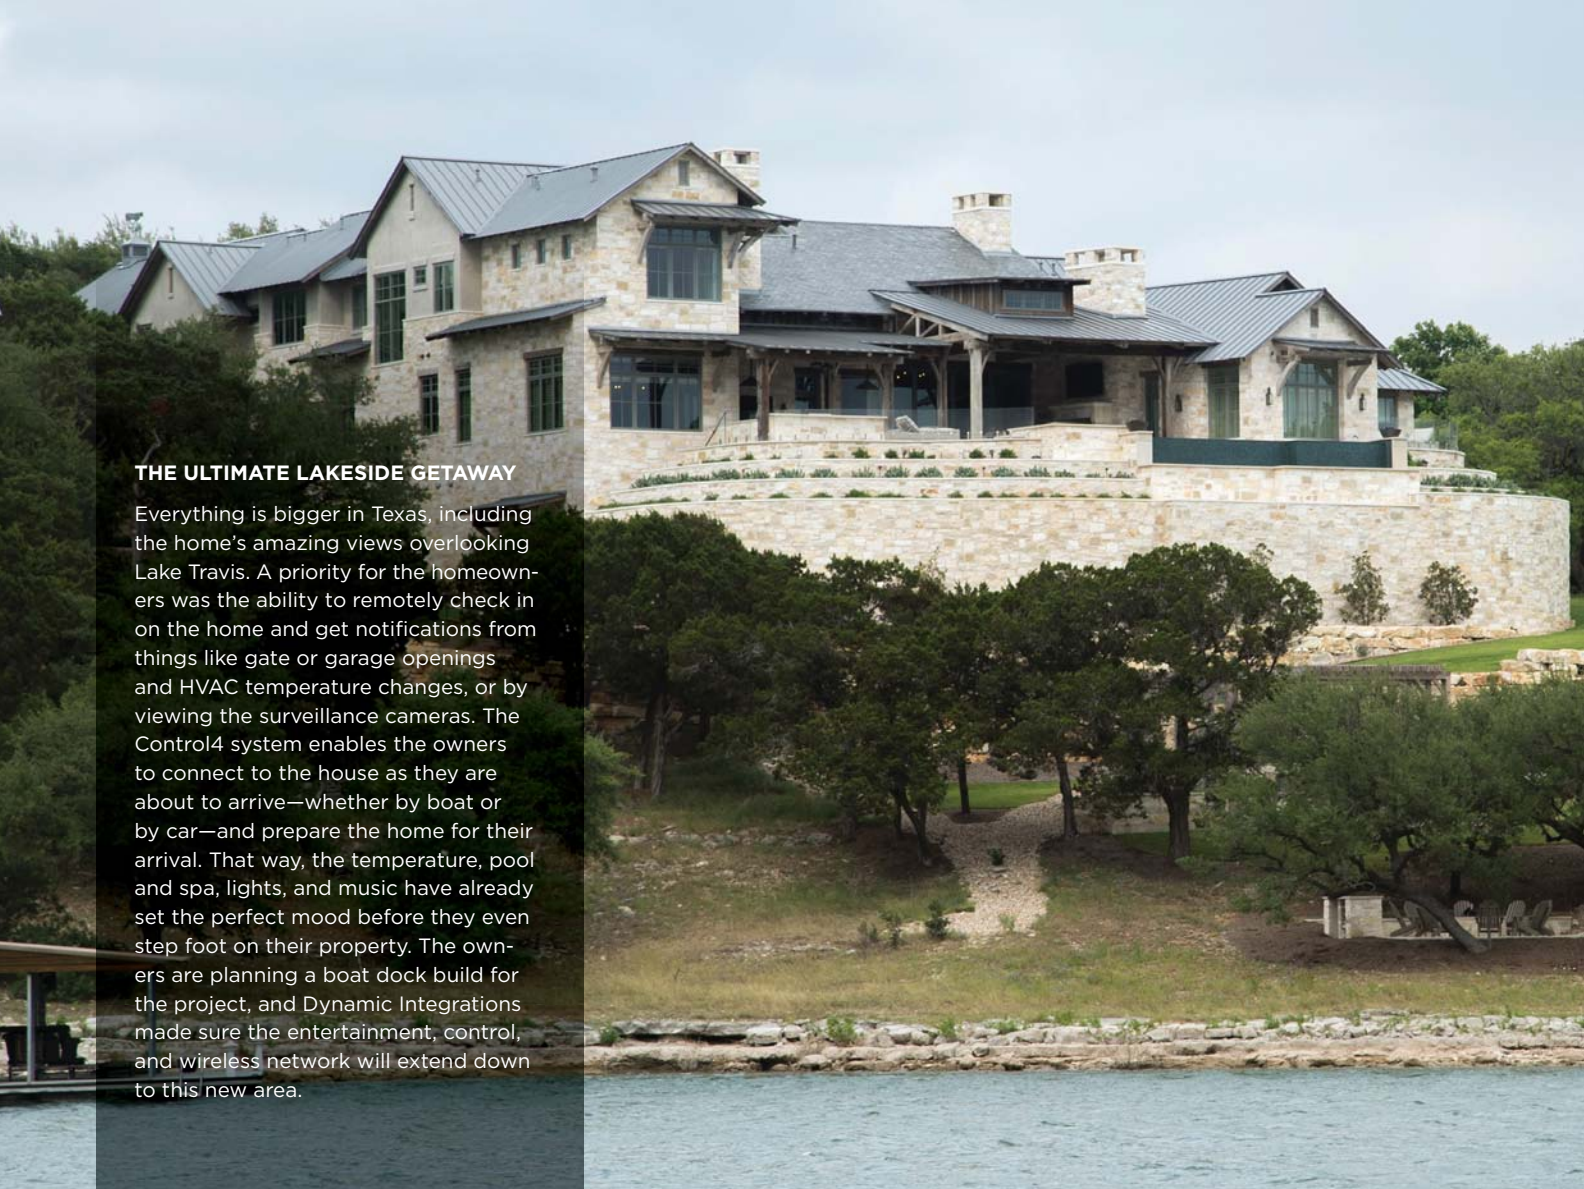 THE ULTIMATE LAKESIDE GETAWAY
Everything is bigger in Texas, including
the home’s amazing views overlooking
Lake Travis. A priority for the homeown-
ers was the ability to remotely check in
on the home and get notifications from
things like gate or garage openings
and HVAC temperature changes, or by
viewing the surveillance cameras. The
Control4 system enables the owners
to connect to the house as they are
about to arrive—whether by boat or
by car—and prepare the home for their
arrival. That way, the temperature, pool
and spa, lights, and music have already
set the perfect mood before they even
step foot on their property. The own-
ers are planning a boat dock build for
the project, and Dynamic Integrations
made sure the entertainment, control,
and wireless network will extend down
to this new area.